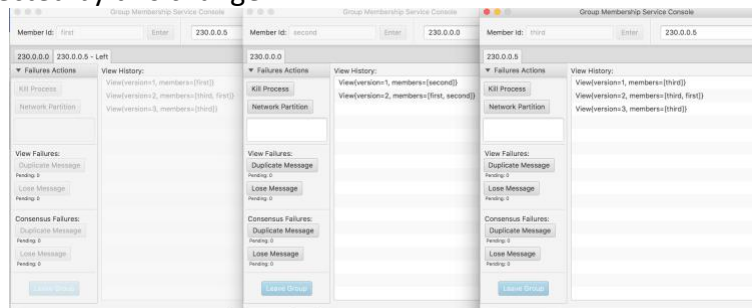 Group Membership Service Console
Member Id: first Enter 230.0.0.5
230.0.0.0 230.0.0.5 - Left
Failures Actions
Kill Process
Network Partition
View Failures:
Duplicate Message
Pending: 0
Lose Message
Pending: 0
Consensus Failures:
Duplicate Message
Pending: 0
Lose Message
Pending: 0
Leave Group
View History:
View{version=1, members=[first]}
View{version=2, members=[third, first]}
View{version=3, members=[third]}
Group Membership Service Console
Member Id: second Enter 230.0.0.0
230.0.0.0
Failures Actions
Kill Process
Network Partition
View Failures:
Duplicate Message
Pending: 0
Lose Message
Pending: 0
Consensus Failures:
Duplicate Message
Pending: 0
Lose Message
Pending: 0
Leave Group
View History:
View{version=1, members=[second]}
View{version=2, members=[first, second]}
Group Membership Service Console
Member Id: third Enter 230.0.0.5
230.0.0.5
Failures Actions
Kill Process
Network Partition
View Failures:
Duplicate Message
Pending: 0
Lose Message
Pending: 0
Consensus Failures:
Duplicate Message
Pending: 0
Lose Message
Pending: 0
Leave Group
View History:
View{version=1, members=[third]}
View{version=2, members=[third, first]}
View{version=3, members=[third]}